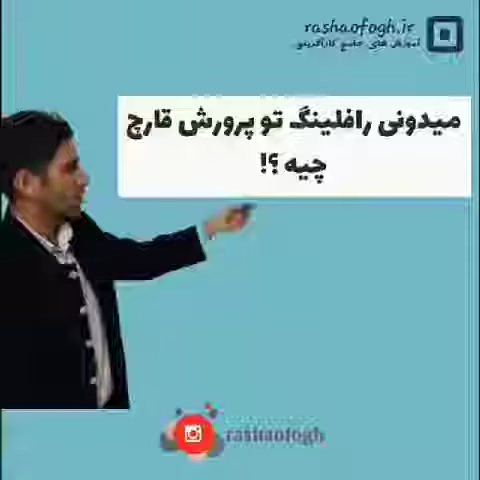 rashaofogh.ir
آموزش های جامع کارآفرینی
میدونی رافلینگ تو پرورش قارچ
چیه ؟!
rashaofogh